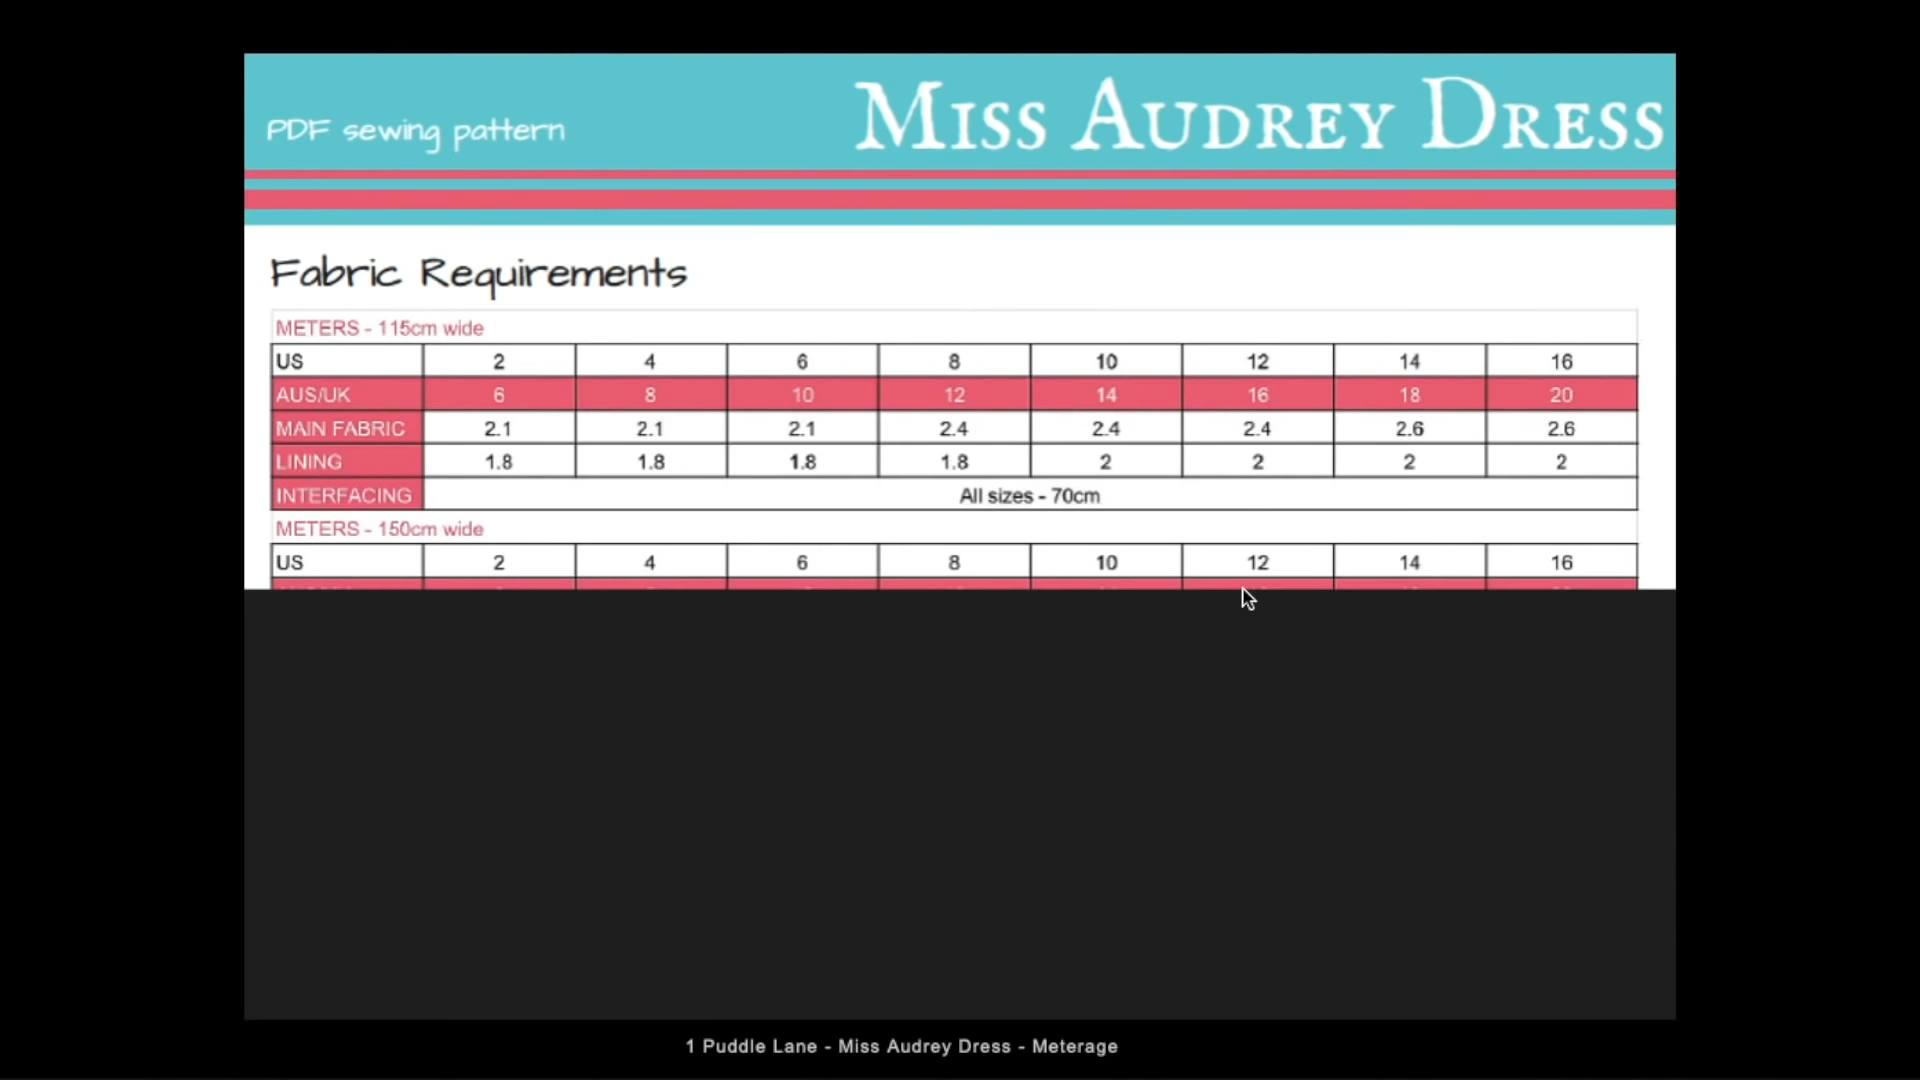 PDF sewing pattern
MISS AUDREY DRESS
Fabric Requirements
METERS - 115cm wide
US 2 4 6 8 10 12 14 16
AUS/UK 6 8 10 12 14 16 18 20
MAIN FABRIC 2.1 2.1 2.1 2.4 2.4 2.4 2.6 2.6
LINING 1.8 1.8 1.8 1.8 2 2 2 2
INTERFACING All sizes - 70cm
METERS - 150cm wide
US 2 4 6 8 10 12 14 16
1 Puddle Lane - Miss Audrey Dress - Meterage